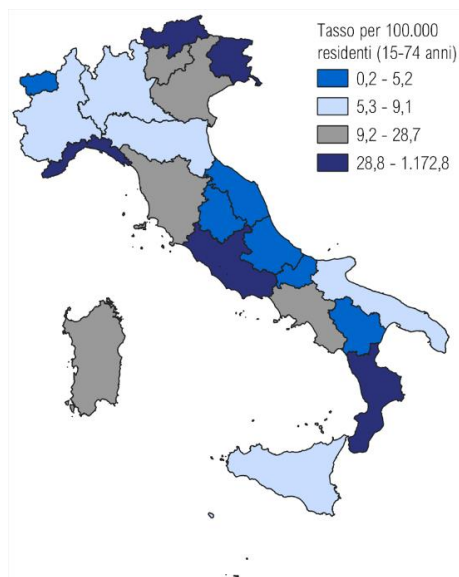 Tasso per 100.000
residenti (15-74 anni)
0,2 - 5,2
5,3 - 9,1
9,2 - 28,7
28,8 - 1.172,8